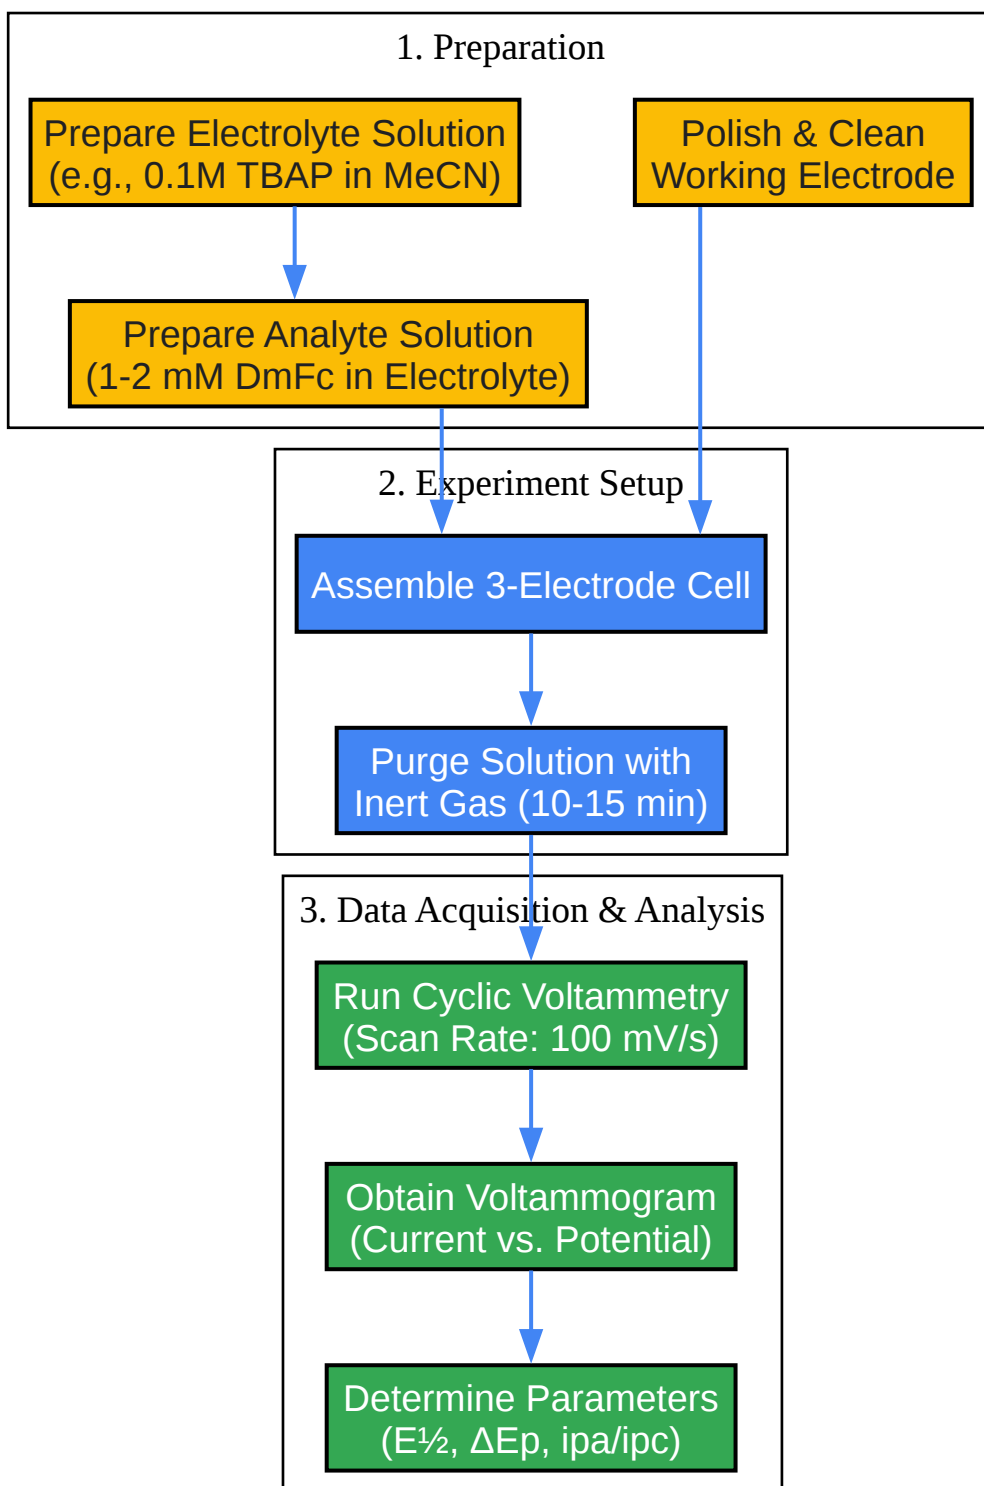 1. Preparation
Prepare Electrolyte Solution
(e.g., 0.1M TBAP in MeCN)
Polish & Clean
Working Electrode
Prepare Analyte Solution
(1-2 mM DmFc in Electrolyte)
2. Experiment Setup
Assemble 3-Electrode Cell
Purge Solution with
Inert Gas (10-15 min)
3. Data Acquisition & Analysis
Run Cyclic Voltammetry
(Scan Rate: 100 mV/s)
Obtain Voltammogram
(Current vs. Potential)
Determine Parameters
(E½, ΔEp, ipa/ipc)